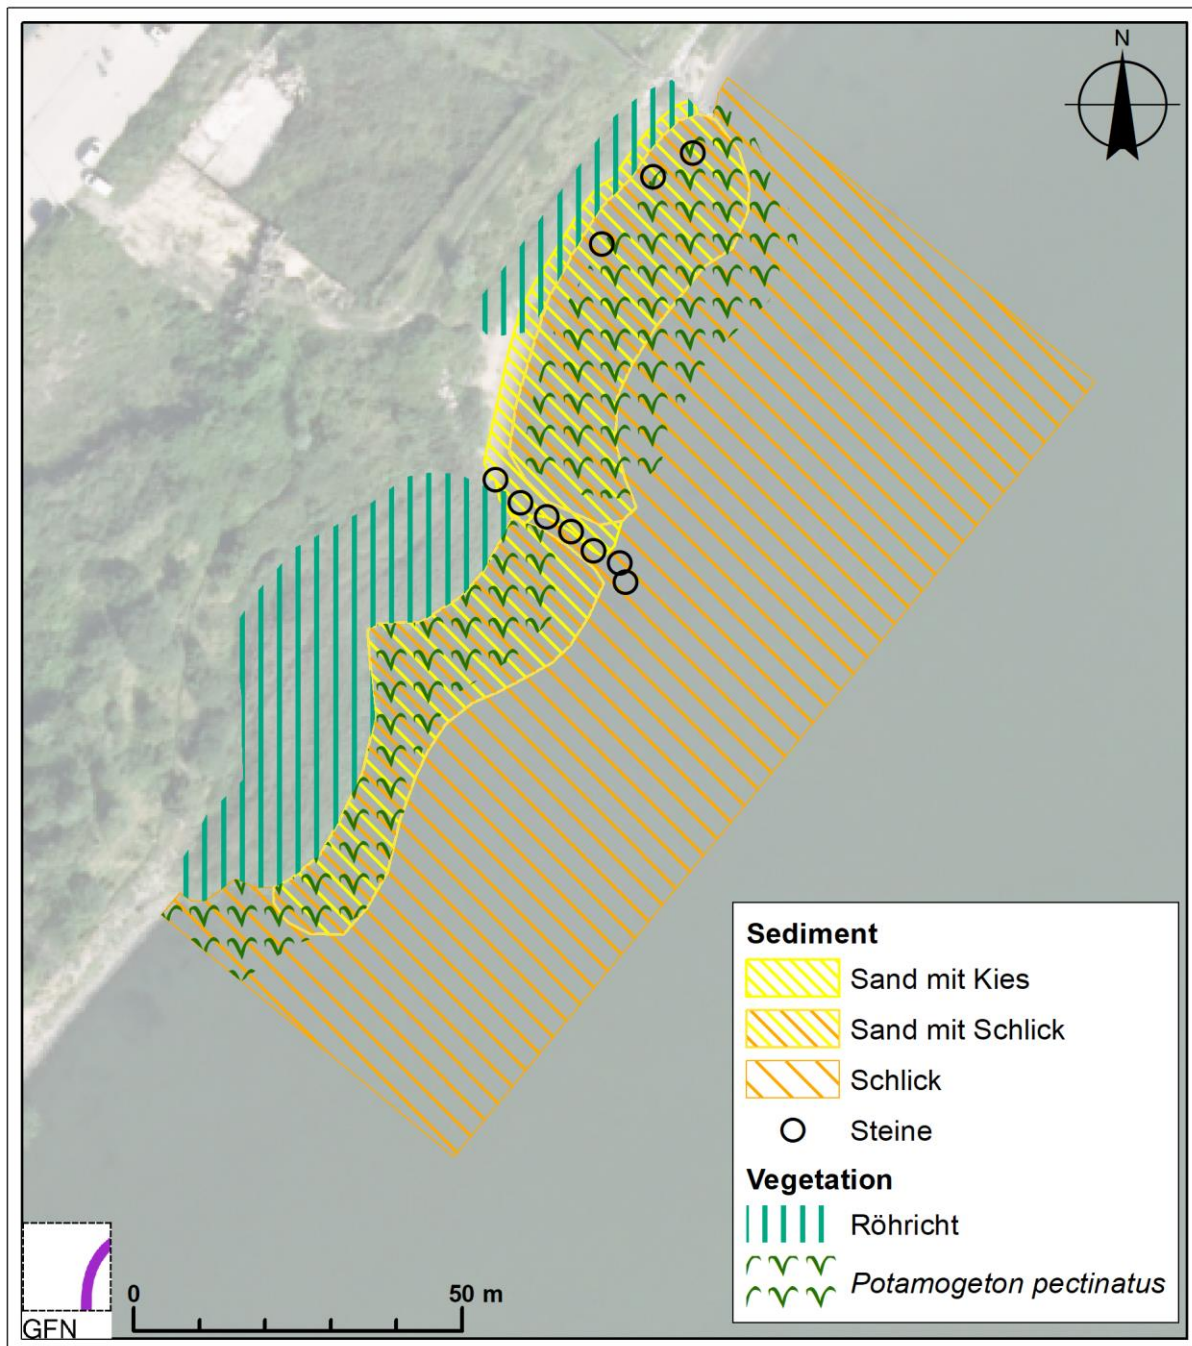 N
Sediment
Sand mit Kies
Sand mit Schlick
Schlick
Steine
Vegetation
Röhricht
Potamogeton pectinatus
0 50 m
GFN